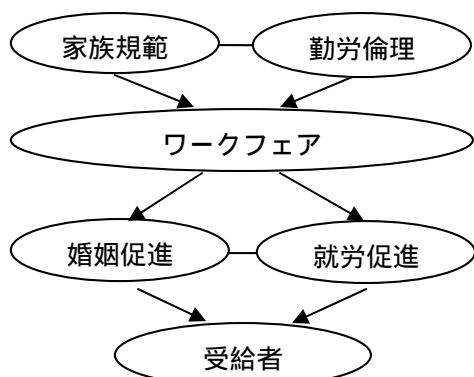 家族規範
勤労倫理
ワークフェア
婚姻促進
就労促進
受給者